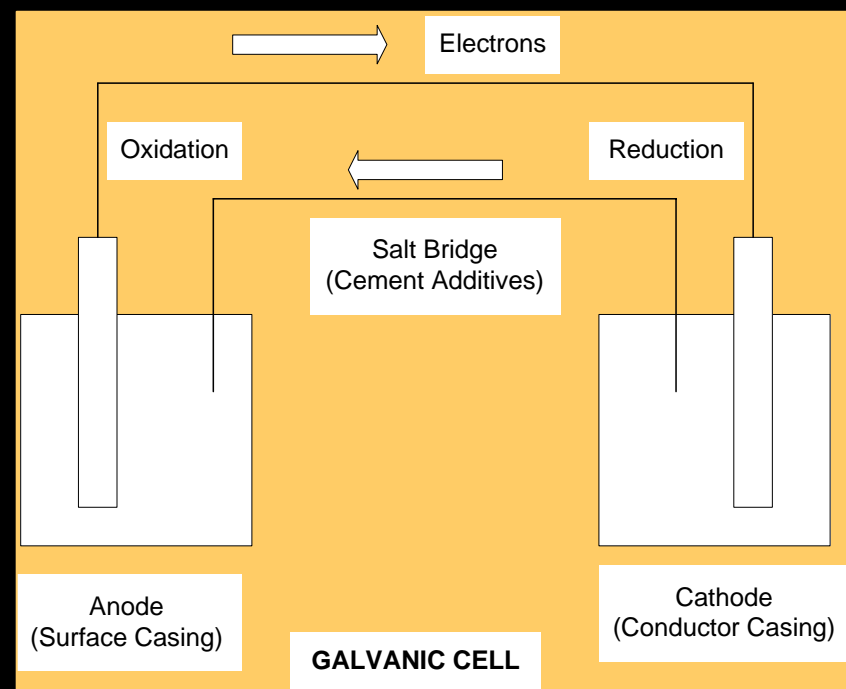 Electrons
Oxidation
Reduction
Salt Bridge
(Cement Additives)
Anode
(Surface Casing)
Cathode
(Conductor Casing)
GALVANIC CELL